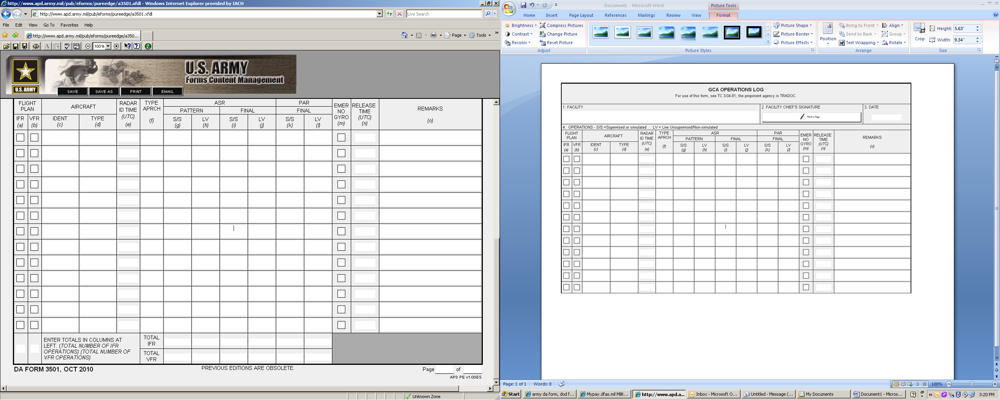 http://www.apd.army.mil/pub/eforms/pureedge/a3501.xfdl - Windows Internet Explorer provided by IACH
http://www.apd.army.mil/pub/eforms/pureedge/a3501.xfdl
Live Search
File Edit View Go To Favorites Help
http://www.apd.army.mil/pub/eforms/pureedge/a350...
Page Tools
100%
U.S. ARMY
Forms Content Management
U.S. ARMY
SAVE SAVE AS PRINT EMAIL
FLIGHT PLAN
AIRCRAFT
RADAR ID TIME (UTC) (e)
TYPE APRCH (f)
ASR
PAR
PATTERN FINAL FINAL
EMER NO GYRO (m)
RELEASE TIME (UTC) (n)
REMARKS (o)
IFR (a) VFR (b) IDENT (c) TYPE (d) S/S (g) LV (h) S/S (i) LV (j) S/S (k) LV (l)
ENTER TOTALS IN COLUMNS AT
LEFT. (TOTAL NUMBER OF IFR
OPERATIONS) (TOTAL NUMBER OF
VFR OPERATIONS)
TOTAL IFR
TOTAL VFR
DA FORM 3501, OCT 2010 PREVIOUS EDITIONS ARE OBSOLETE. Page of
APD PE v1.00ES
Unknown Zone
Document1 - Microsoft Word Picture Tools
Home Insert Page Layout References Mailings Review View Format
Brightness Compress Pictures
Contrast Change Picture
Recolor Reset Picture
Adjust
Picture Styles
Picture Shape
Picture Border
Picture Effects
Position
Bring to Front
Send to Back
Text Wrapping
Align
Group
Rotate
Arrange
Crop
Height: 5.63"
Width: 9.34"
Size
GCA OPERATIONS LOG
For use of this form, see TC 3-04.81; the proponent agency is TRADOC.
1. FACILITY 2. FACILITY CHIEF'S SIGNATURE 3. DATE
Click to Sign
4. OPERATIONS - S/S =Supervised or simulated LV = Live Unsupervised/Non-simulated
FLIGHT PLAN
AIRCRAFT
RADAR ID TIME (UTC) (e)
TYPE APRCH (f)
ASR
PAR
PATTERN FINAL FINAL
EMER NO GYRO (m)
RELEASE TIME (UTC) (n)
REMARKS (o)
IFR (a) VFR (b) IDENT (c) TYPE (d) S/S (g) LV (h) S/S (i) LV (j) S/S (k) LV (l)
Page: 1 of 1 Words: 0 100%
Start army da form, dod f... Mypay.dfas.mil Milit... http://www.apd.a... Inbox - Microsoft O... Untitled - Message (... My Documents Document1 - Micros... 3:20 PM